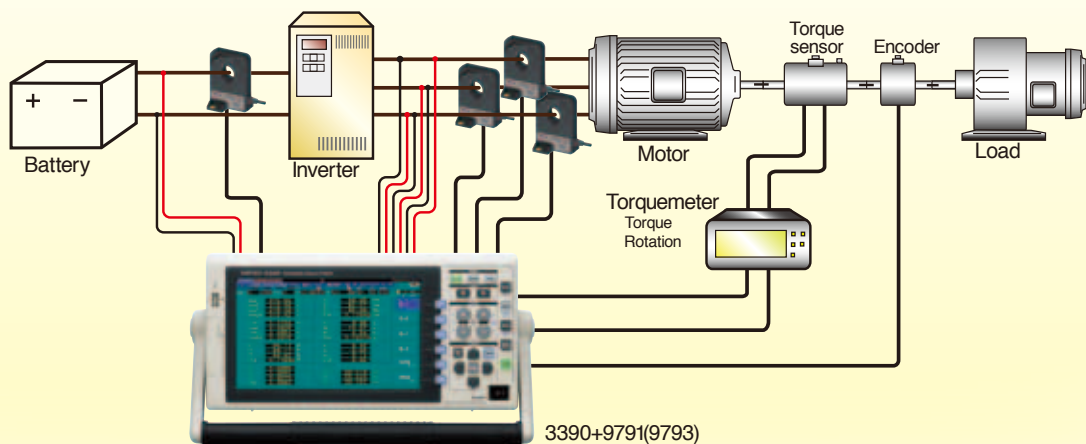 Torque
sensor
Encoder
+ −
Battery
Inverter
Motor
Load
Torquemeter
Torque
Rotation
3390+9791(9793)